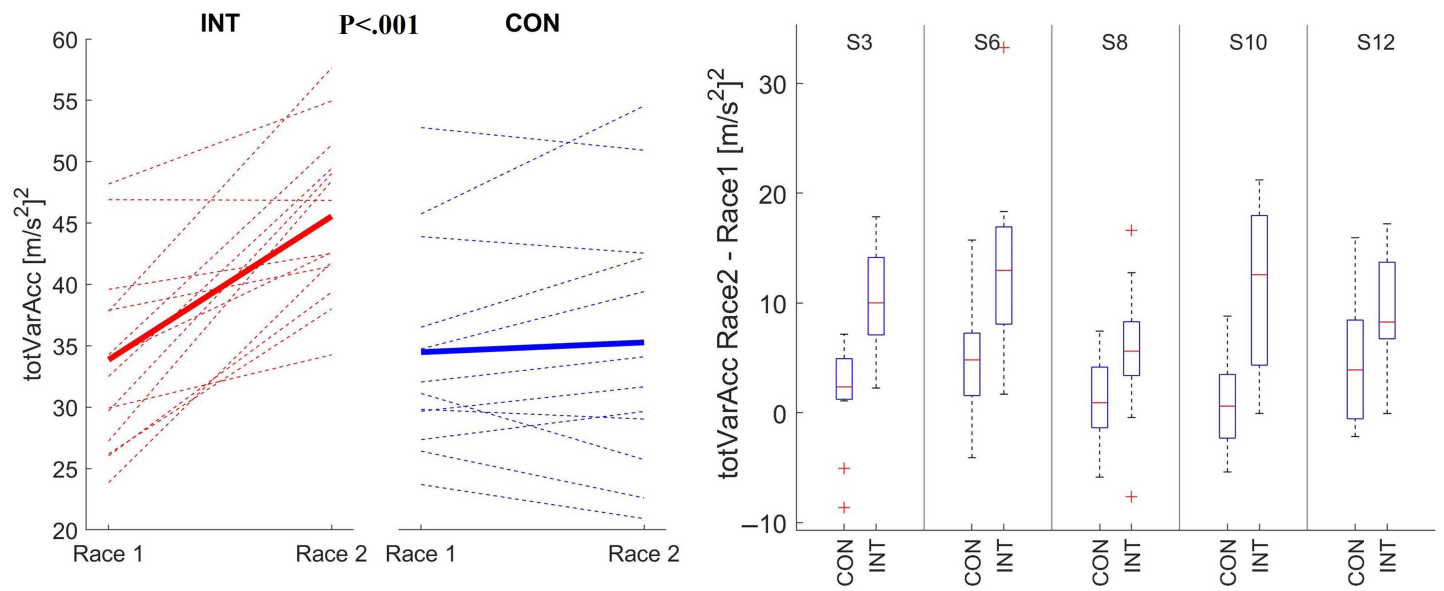 INT P<.001 CON
totVarAcc [m/s²]²
60
55
50
45
40
35
30
25
20
Race 1 Race 2 Race 1 Race 2
totVarAcc Race2 - Race1 [m/s²]²
30
20
10
0
−10
S3 S6 S8 S10 S12
CON INT CON INT CON INT CON INT CON INT